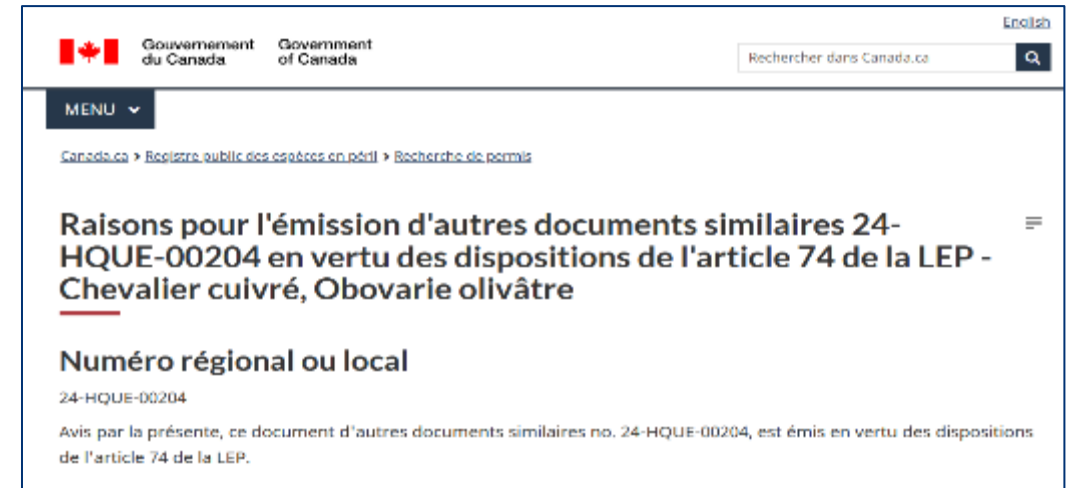 English
Gouvernement du Canada
Government of Canada
Rechercher dans Canada.ca
MENU
Canada.ca > Registre public des espèces en péril > Recherche de permis
Raisons pour l'émission d'autres documents similaires 24-
HQUE-00204 en vertu des dispositions de l'article 74 de la LEP -
Chevalier cuivré, Obovarie olivâtre
Numéro régional ou local
24-HQUE-00204
Avis par la présente, ce document d'autres documents similaires no. 24-HQUE-00204, est émis en vertu des dispositions
de l'article 74 de la LEP.